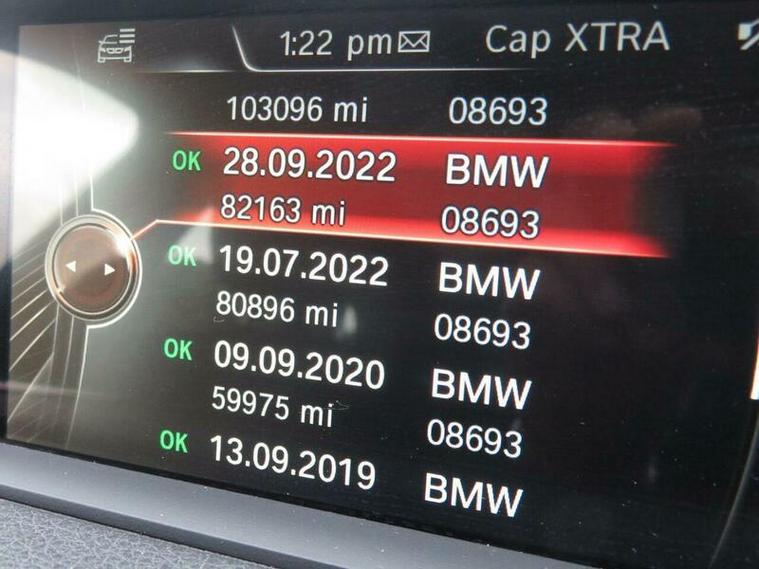 1:22 pm Cap XTRA
103096 mi 08693
OK 28.09.2022 BMW
82163 mi 08693
OK 19.07.2022 BMW
80896 mi 08693
OK 09.09.2020 BMW
59975 mi 08693
OK 13.09.2019 BMW